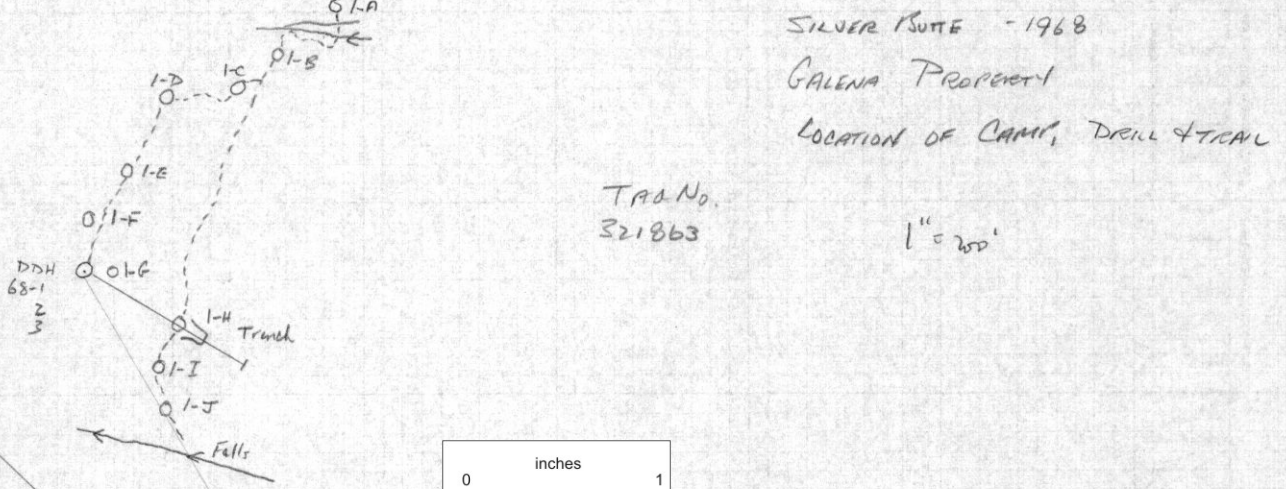 SILVER BUTTE - 1968
GALENA PROPERTY
LOCATION OF CAMP, DRILL & TRAIL
TAG NO.
321863
1" = 200'
1-A
1-B
1-C
1-D
1-E
1-F
1-G
DDH
68-1
2
3
1-H
Trench
1-I
1-J
Falls
inches
0 1